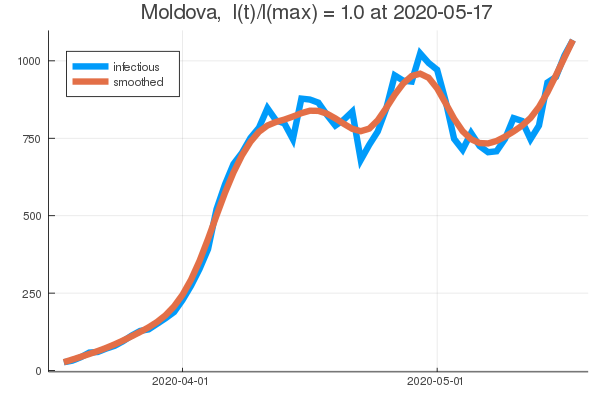 Moldova, I(t)/I(max) = 1.0 at 2020-05-17
infectious
smoothed
1000
750
500
250
0
2020-04-01 2020-05-01